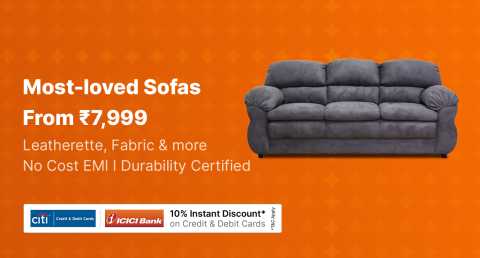 Most-loved Sofas
From ₹7,999
Leatherette, Fabric & more
No Cost EMI I Durability Certified
citi Credit & Debit Cards
ICICI Bank
10% Instant Discount*
on Credit & Debit Cards
*T&C Apply